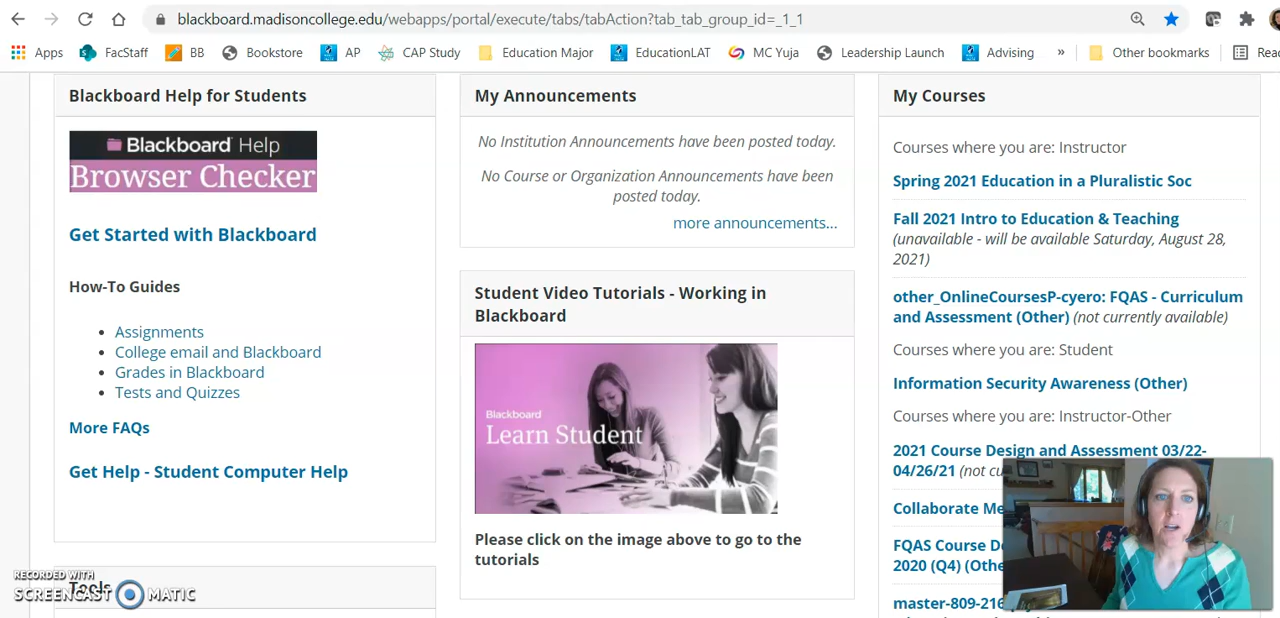 blackboard.madisoncollege.edu/webapps/portal/execute/tabs/tabAction?tab_tab_group_id=_1_1
Apps FacStaff BB Bookstore AP CAP Study Education Major EducationLAT MC Yuja Leadership Launch Advising » Other bookmarks
Blackboard Help for Students
Blackboard Help
Browser Checker
Get Started with Blackboard
How-To Guides
• Assignments
• College email and Blackboard
• Grades in Blackboard
• Tests and Quizzes
More FAQs
Get Help - Student Computer Help
Tools
My Announcements
No Institution Announcements have been posted today.
No Course or Organization Announcements have been
posted today.
more announcements...
Student Video Tutorials - Working in
Blackboard
Blackboard
Learn Student
Please click on the image above to go to the
tutorials
My Courses
Courses where you are: Instructor
Spring 2021 Education in a Pluralistic Soc
Fall 2021 Intro to Education & Teaching
(unavailable - will be available Saturday, August 28,
2021)
other_OnlineCoursesP-cyero: FQAS - Curriculum
and Assessment (Other) (not currently available)
Courses where you are: Student
Information Security Awareness (Other)
Courses where you are: Instructor-Other
2021 Course Design and Assessment 03/22-
04/26/21 (not
Collaborate
FQAS Course
2020 (Q4)
RECORDED WITH
SCREENCAST MATIC